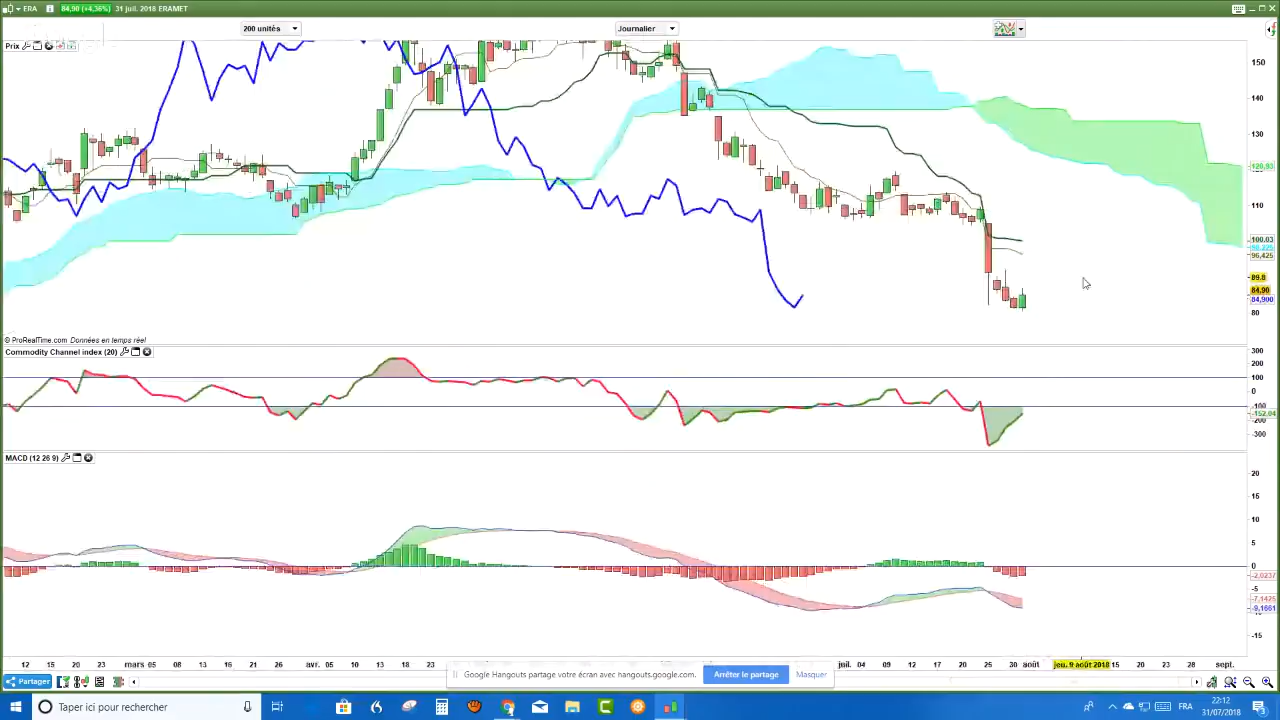 ERA 84,90 (+4,36%) 31 juil. 2018 ERAMET
200 unités
Journalier
Prix
150
140
130
120,93
120
110
100,03
98,225
96,425
89,8
84,90
84,900
80
© ProRealTime.com Données en temps réel
Commodity Channel index (20)
300
200
100
0
-100
-152,04
-200
-300
MACD (12 26 9)
20
15
10
5
0
-2,0237
-5
-7,1425
-9,1661
-15
12 15 20 23 mars 05 08 13 16 21 26 avr. 05 10 13 18 23 juil. 04 09 12 17 20 25 30 août jeu. 9 août 2018 15 20 23 28 sept.
Google Hangouts partage votre écran avec hangouts.google.com.
Arrêter le partage
Masquer
Partager
Taper ici pour rechercher
FRA
22:12
31/07/2018
3